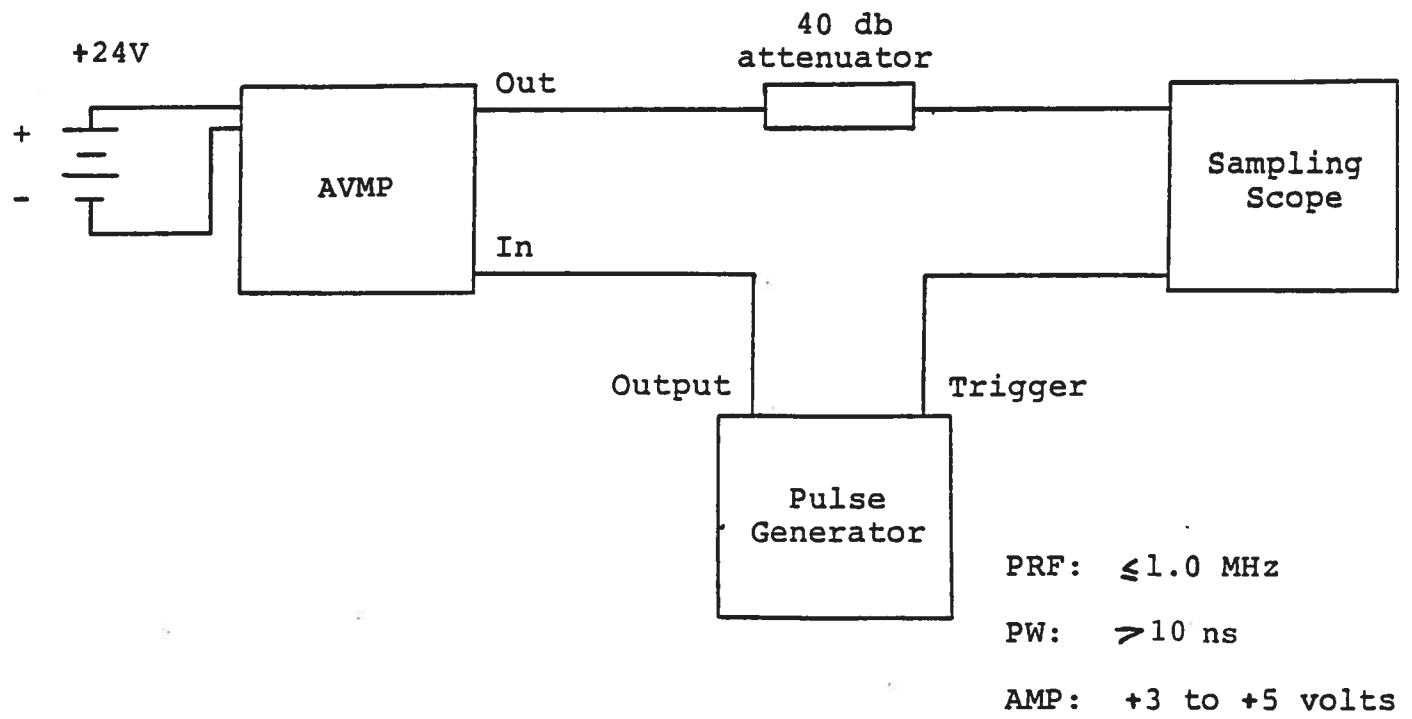 +24V
40 db
attenuator
Out
+
-
AVMP
Sampling
Scope
In
Output
Trigger
Pulse
Generator
PRF: ≦1.0 MHz
PW: >10 ns
AMP: +3 to +5 volts